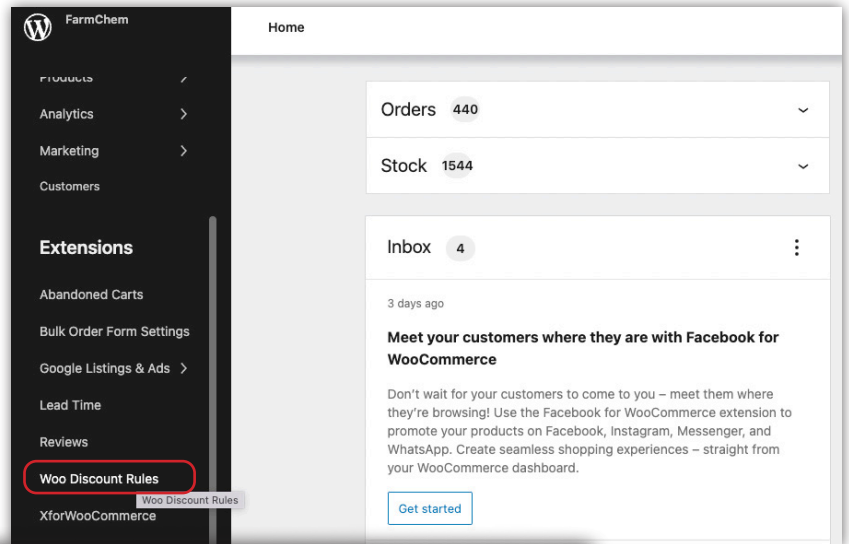 FarmChem
Home
Products
Analytics
Marketing
Customers
Extensions
Abandoned Carts
Bulk Order Form Settings
Google Listings & Ads
Lead Time
Reviews
Woo Discount Rules
Woo Discount Rules
XforWooCommerce
Orders 440
Stock 1544
Inbox 4
3 days ago
Meet your customers where they are with Facebook for
WooCommerce
Don't wait for your customers to come to you – meet them where
they're browsing! Use the Facebook for WooCommerce extension to
promote your products on Facebook, Instagram, Messenger, and
WhatsApp. Create seamless shopping experiences – straight from
your WooCommerce dashboard.
Get started